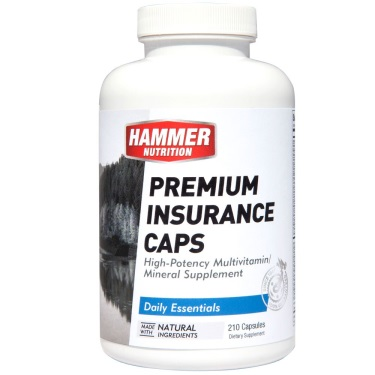 HAMMER
NUTRITION
PREMIUM
INSURANCE
CAPS
High-Potency Multivitamin/
Mineral Supplement
Daily Essentials
MADE WITH NATURAL INGREDIENTS
210 Capsules
Dietary Supplement